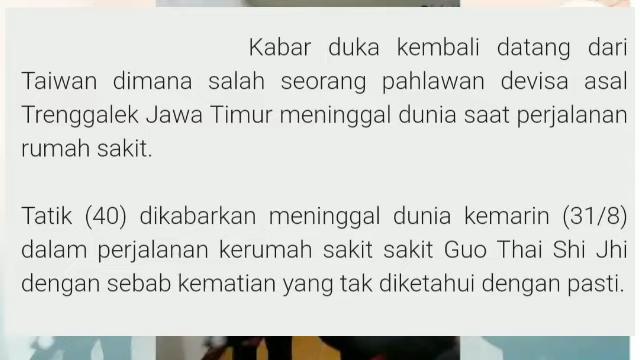 Kabar duka kembali datang dari
Taiwan dimana salah seorang pahlawan devisa asal
Trenggalek Jawa Timur meninggal dunia saat perjalanan
rumah sakit.
Tatik (40) dikabarkan meninggal dunia kemarin (31/8)
dalam perjalanan kerumah sakit sakit Guo Thai Shi Jhi
dengan sebab kematian yang tak diketahui dengan pasti.